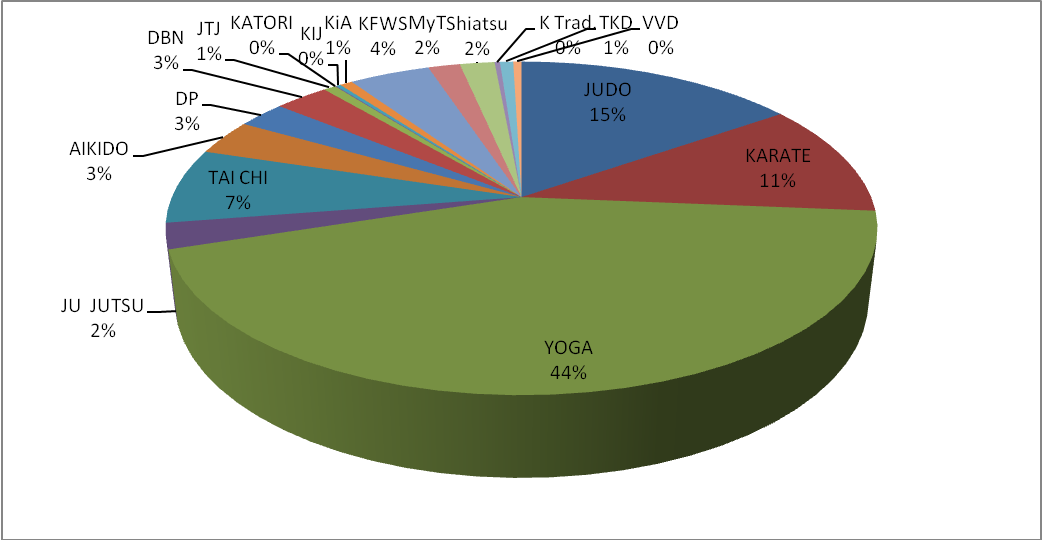 JUDO
15%
KARATE
11%
YOGA
44%
JU JUTSU
2%
TAI CHI
7%
AIKIDO
3%
DP
3%
DBN
3%
JTJ
1%
KATORI
0%
KIJ
0%
KiA
1%
KFWS
4%
MyT
2%
Shiatsu
2%
K Trad
0%
TKD
1%
VVD
0%